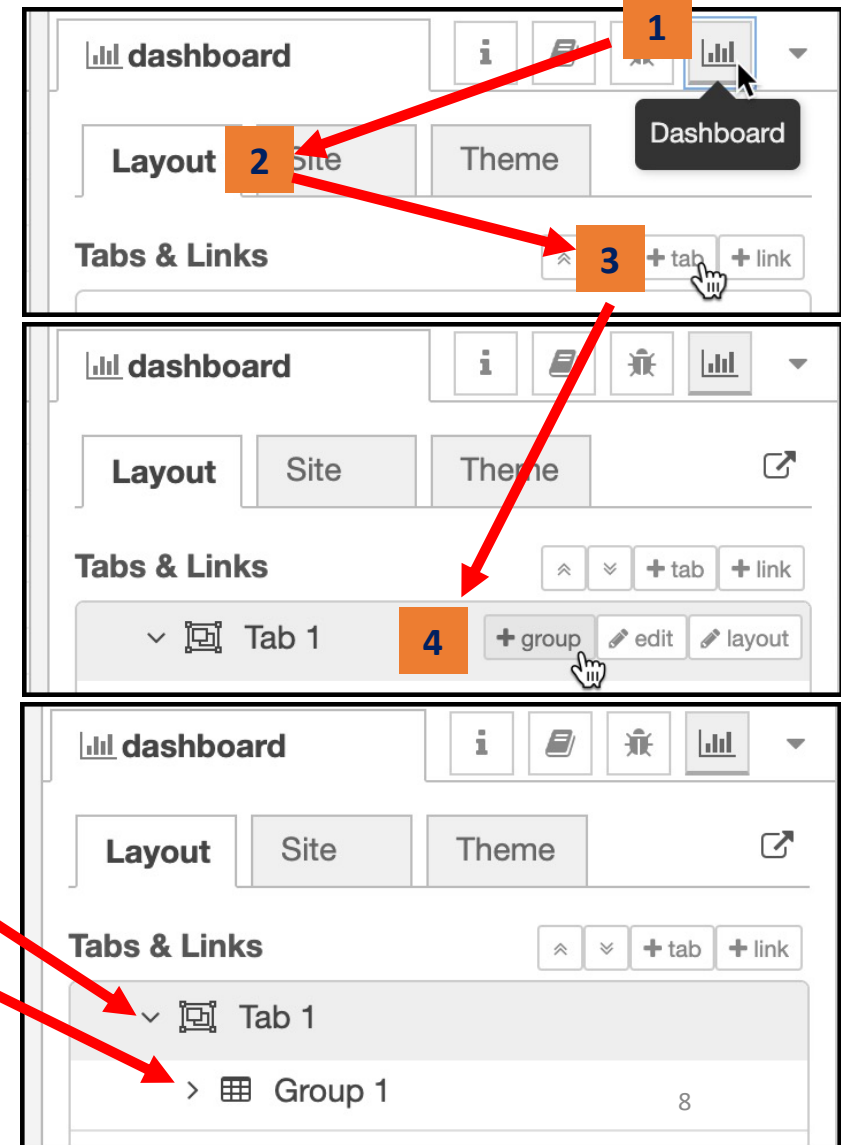 1
dashboard
Dashboard
Layout 2 Site Theme
Tabs & Links 3 + tab + link
dashboard
Layout Site Theme
Tabs & Links + tab + link
Tab 1 4 + group edit layout
dashboard
Layout Site Theme
Tabs & Links + tab + link
Tab 1
Group 1
8